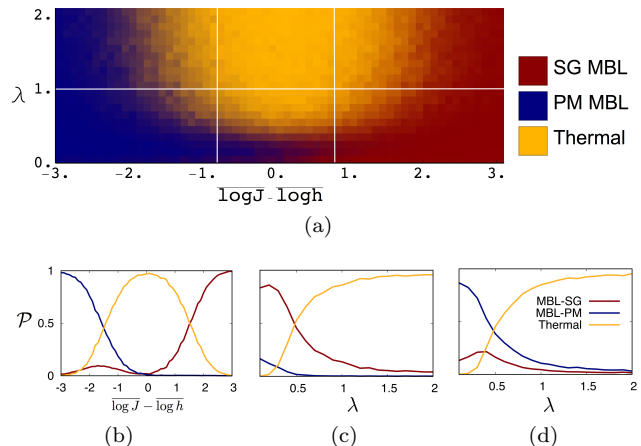 2.
1.
0.
λ
-3. -2. -1. 0. 1. 2. 3.
logJ - logh
SG MBL
PM MBL
Thermal
(a)
1
0.5
0
𝒫
-3 -2 -1 0 1 2 3
log J − log h
(b)
0.5 1 1.5 2
λ
(c)
MBL-SG
MBL-PM
Thermal
0.5 1 1.5 2
λ
(d)